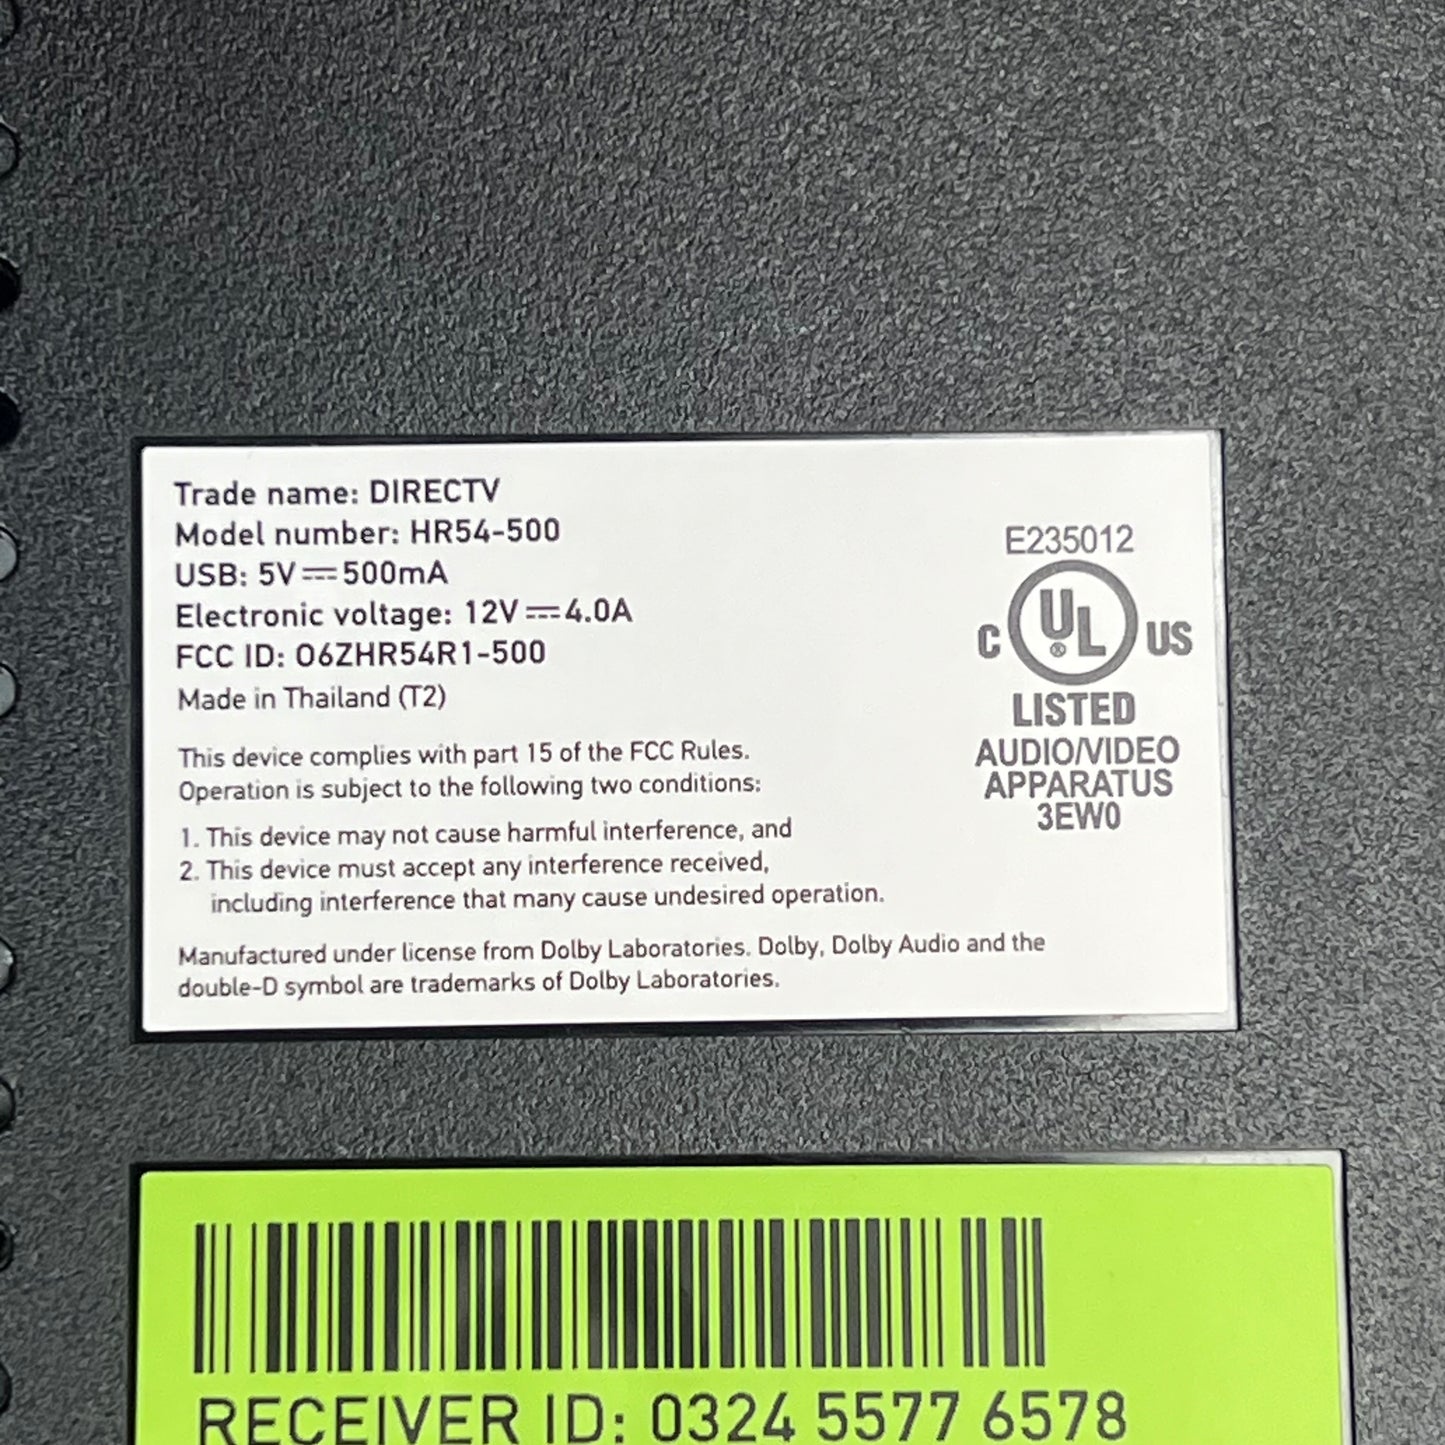 Trade name: DIRECTV
Model number: HR54-500
USB: 5V⎓500mA
Electronic voltage: 12V⎓4.0A
FCC ID: O6ZHR54R1-500
Made in Thailand (T2)
This device complies with part 15 of the FCC Rules.
Operation is subject to the following two conditions:
1. This device may not cause harmful interference, and
2. This device must accept any interference received,
including interference that many cause undesired operation.
Manufactured under license from Dolby Laboratories. Dolby, Dolby Audio and the
double-D symbol are trademarks of Dolby Laboratories.
E235012
C UL® US
LISTED
AUDIO/VIDEO
APPARATUS
3EW0
RECEIVER ID: 0324 5577 6578